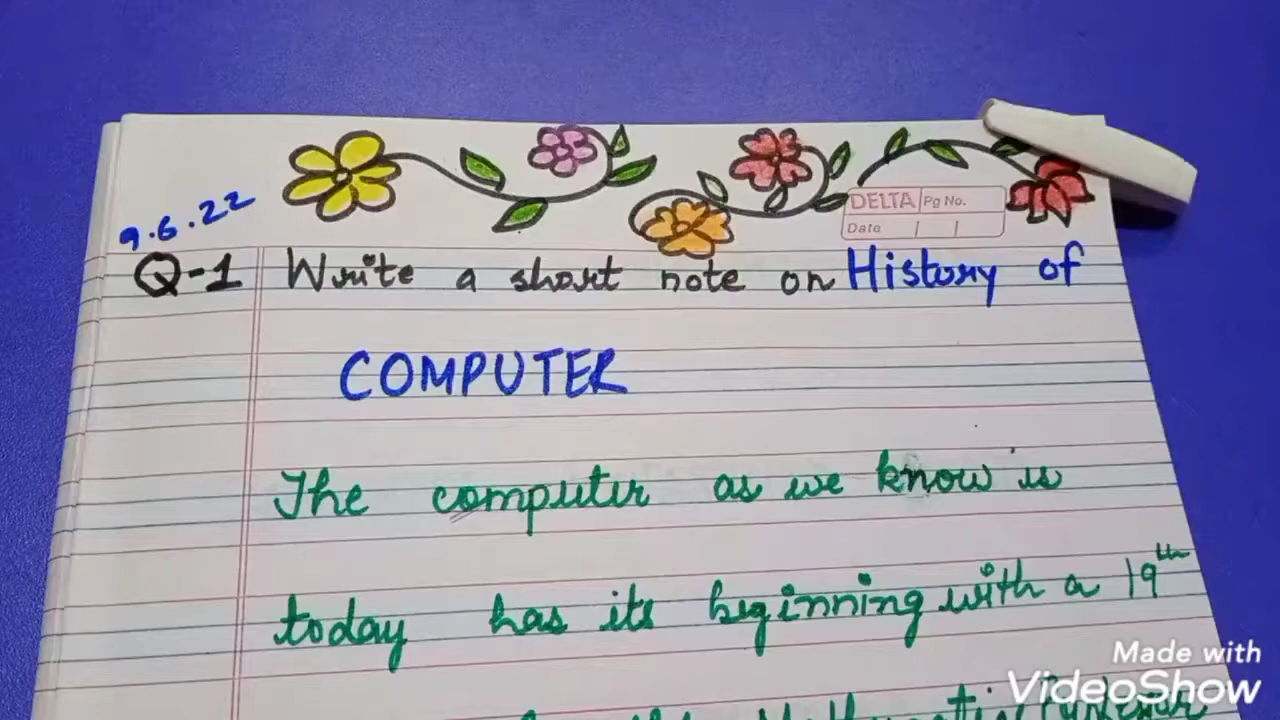 9.6.22
DELTA Pg No.
Date
Q-1 Write a short note on History of
COMPUTER
The computer as we know is
today has its beginning with a 19th
Made with
VideoShow